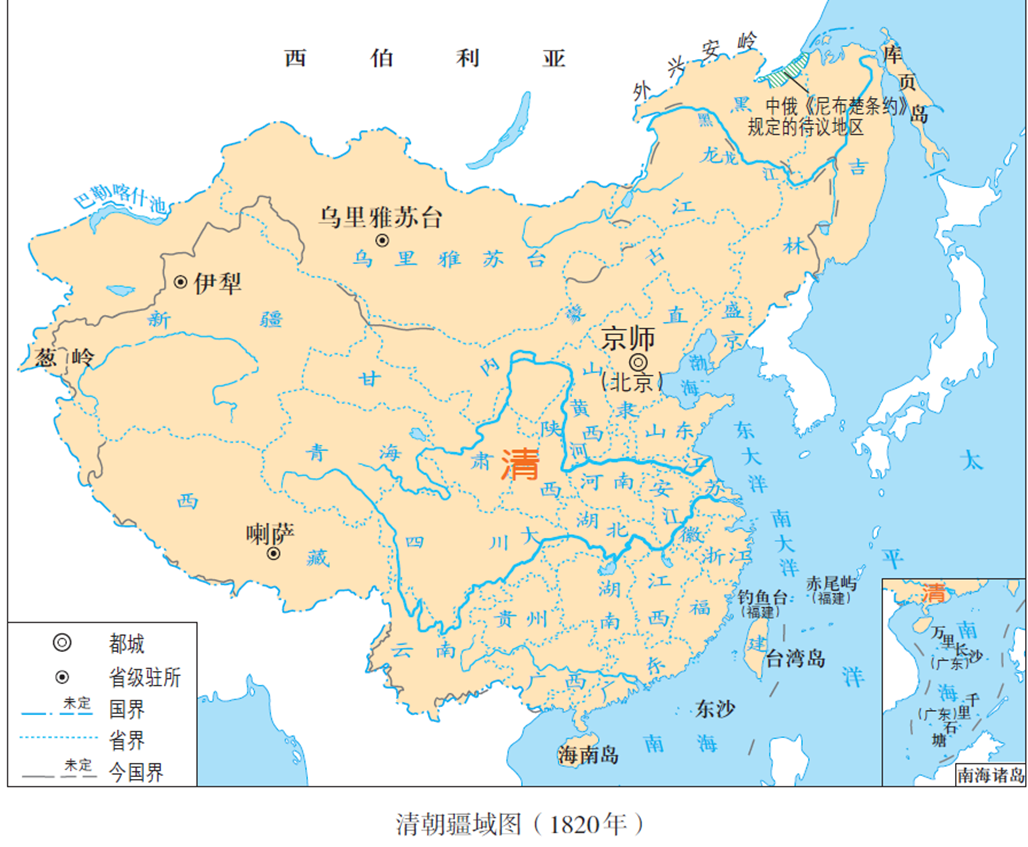 西伯利亚
外兴安岭
库页岛
中俄《尼布楚条约》
规定的待议地区
黑龙江
黑龙江
吉林
巴勒喀什池
乌里雅苏台
乌里雅苏台
伊犁
新疆
葱岭
内蒙古
直隶
盛京
京师
(北京)
渤海
山西
黄河
甘肃
陕西
山东
青海
清
河南
江苏
安徽
东大洋
太平洋
西藏
喇萨
四川
大江
湖北
浙江
南大洋
湖南
江西
贵州
福建
钓鱼台
(福建)
赤尾屿
(福建)
台湾岛
云南
广西
广东
东沙
南海
海南岛
都城
省级驻所
未定
国界
省界
未定
今国界
清
南海
万里长沙
(广东)
千里石塘
(广东)
南海诸岛
清朝疆域图（1820年）